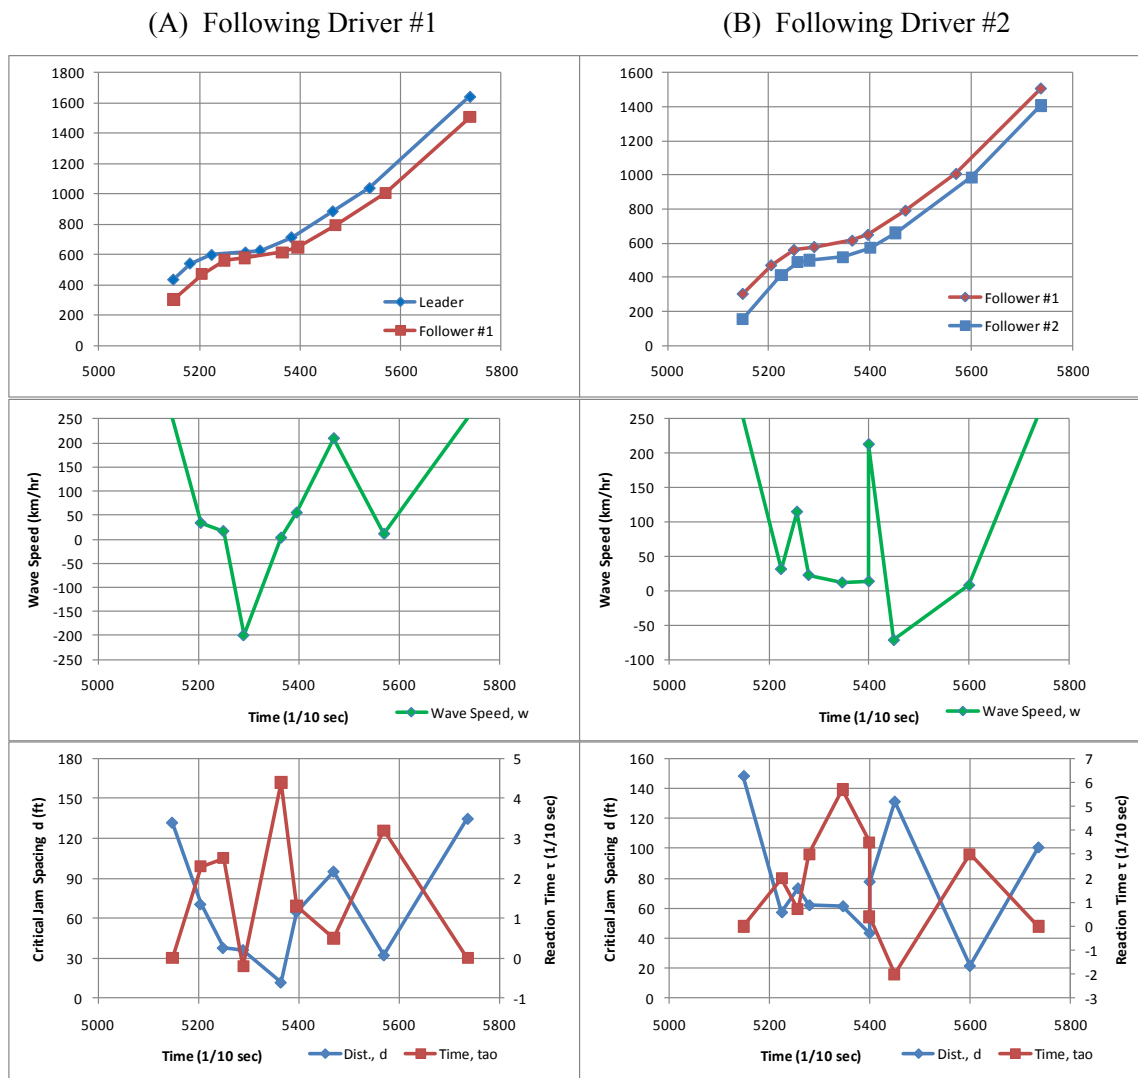 (A) Following Driver #1
(B) Following Driver #2
1800
1600
1400
1200
1000
800
600
400
200
0
5000 5200 5400 5600 5800
Leader
Follower #1
1600
1400
1200
1000
800
600
400
200
0
5000 5200 5400 5600 5800
Follower #1
Follower #2
Wave Speed (km/hr)
250
200
150
100
50
0
-50
-100
-150
-200
-250
5000 5200 5400 5600 5800
Time (1/10 sec)
Wave Speed, w
Wave Speed (km/hr)
250
200
150
100
50
0
-50
-100
5000 5200 5400 5600 5800
Time (1/10 sec)
Wave Speed, w
Critical Jam Spacing d (ft)
180
150
120
90
60
30
0
5
4
3
2
1
0
-1
Reaction Time τ (1/10 sec)
5000 5200 5400 5600 5800
Time (1/10 sec)
Dist., d
Time, tao
Critical Jam Spacing d (ft)
160
140
120
100
80
60
40
20
0
7
6
5
4
3
2
1
0
-1
-2
-3
Reaction Time τ (1/10 sec)
5000 5200 5400 5600 5800
Time (1/10 sec)
Dist., d
Time, tao